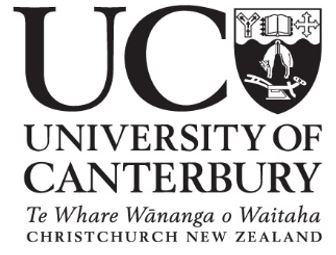 UC
UNIVERSITY OF
CANTERBURY
Te Whare Wānanga o Waitaha
CHRISTCHURCH NEW ZEALAND